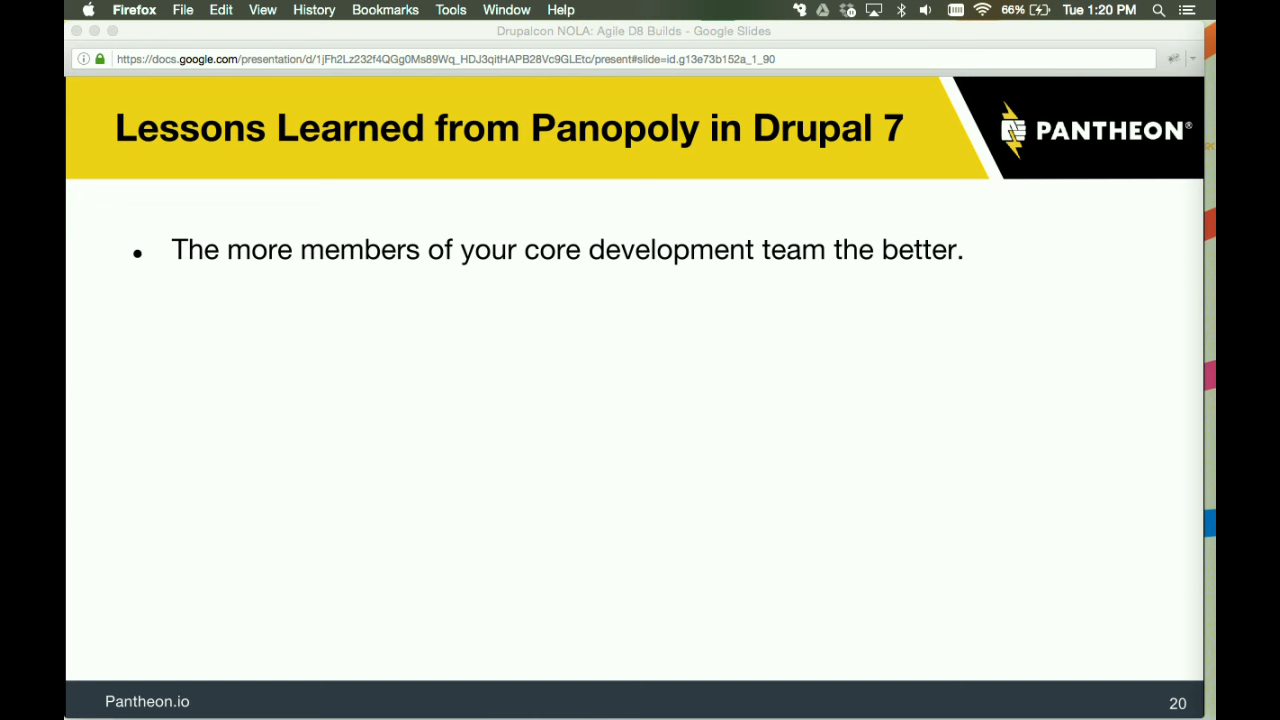 Firefox File Edit View History Bookmarks Tools Window Help 66% Tue 1:20 PM
Drupalcon NOLA: Agile D8 Builds - Google Slides
https://docs.google.com/presentation/d/1jFh2Lz232f4QGg0Ms89Wq_HDJ3qitHAPB28Vc9GLEtc/present#slide=id.g13e73b152a_1_90
Lessons Learned from Panopoly in Drupal 7
PANTHEON®
• The more members of your core development team the better.
Pantheon.io
20